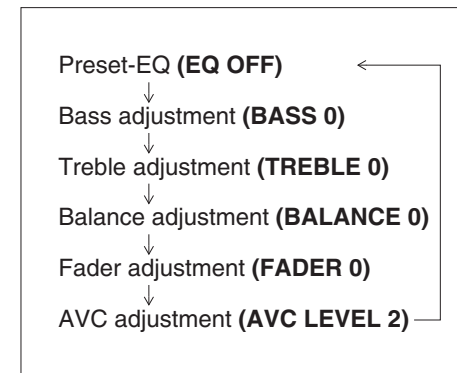 Preset-EQ (EQ OFF)
Bass adjustment (BASS 0)
Treble adjustment (TREBLE 0)
Balance adjustment (BALANCE 0)
Fader adjustment (FADER 0)
AVC adjustment (AVC LEVEL 2)